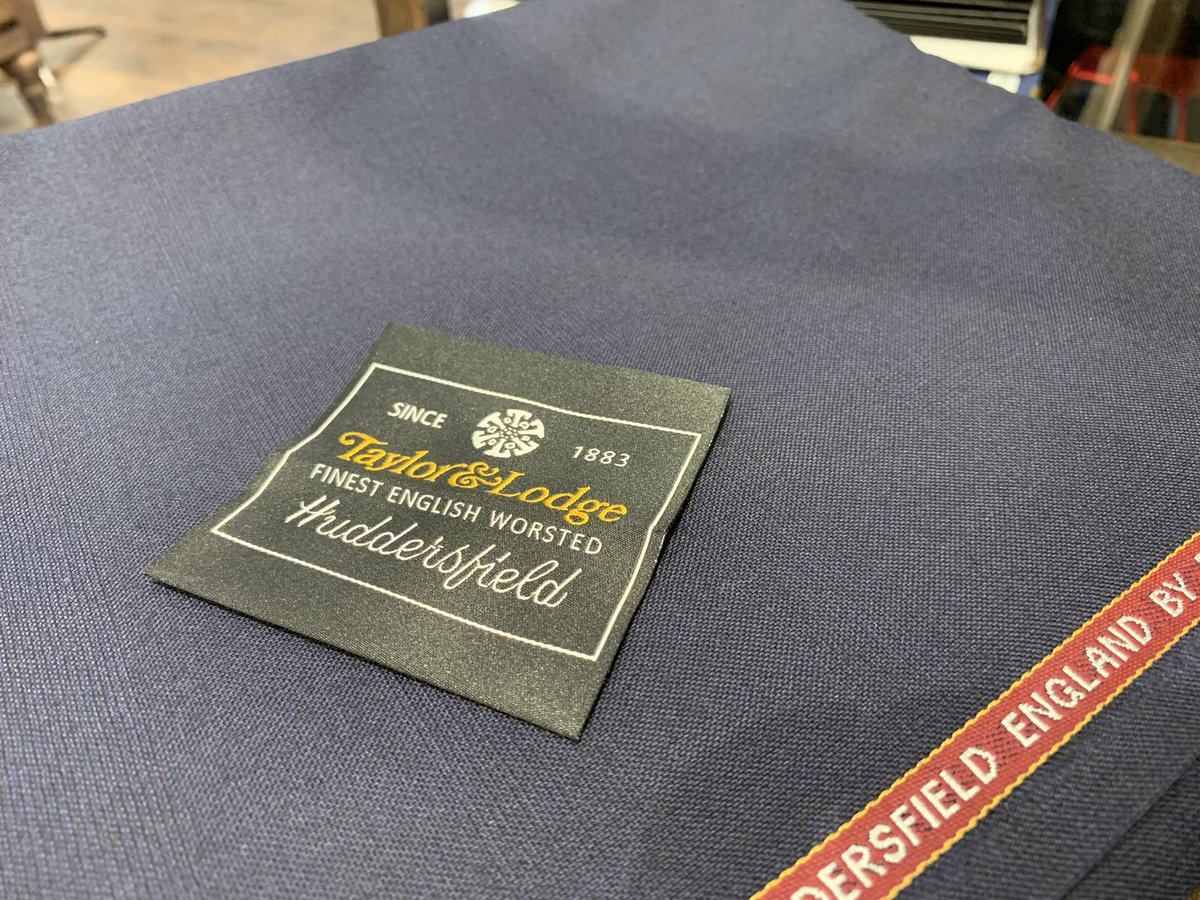 SINCE 1883
Taylor & Lodge
FINEST ENGLISH WORSTED
Huddersfield
DERSFIELD ENGLAND BY